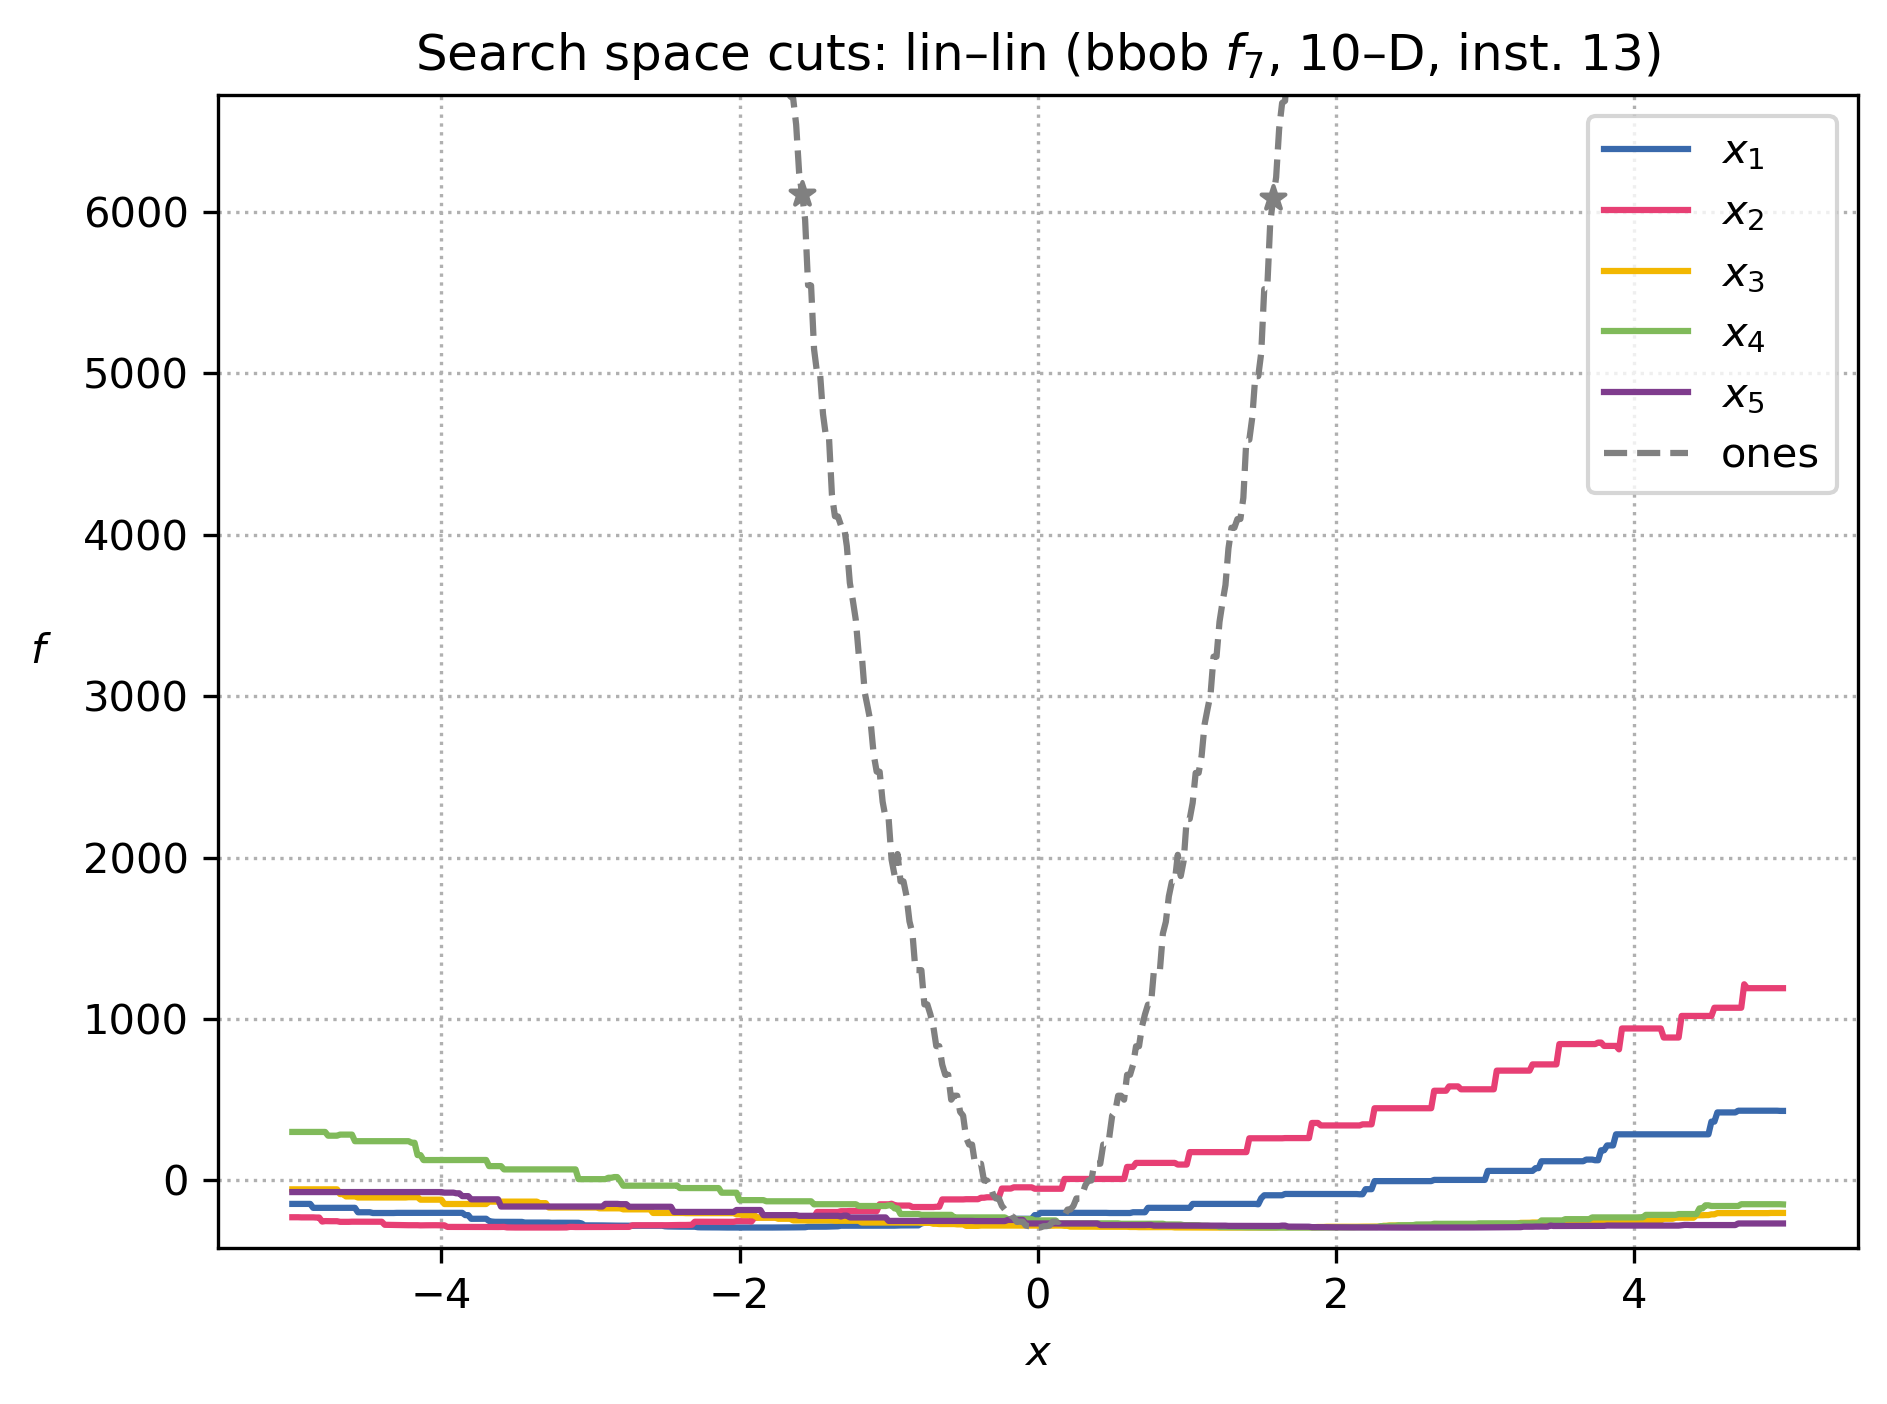 Search space cuts: lin–lin (bbob f₇, 10–D, inst. 13)
x₁
x₂
x₃
x₄
x₅
ones
6000
5000
4000
3000
2000
1000
0
f
−4
−2
0
2
4
x